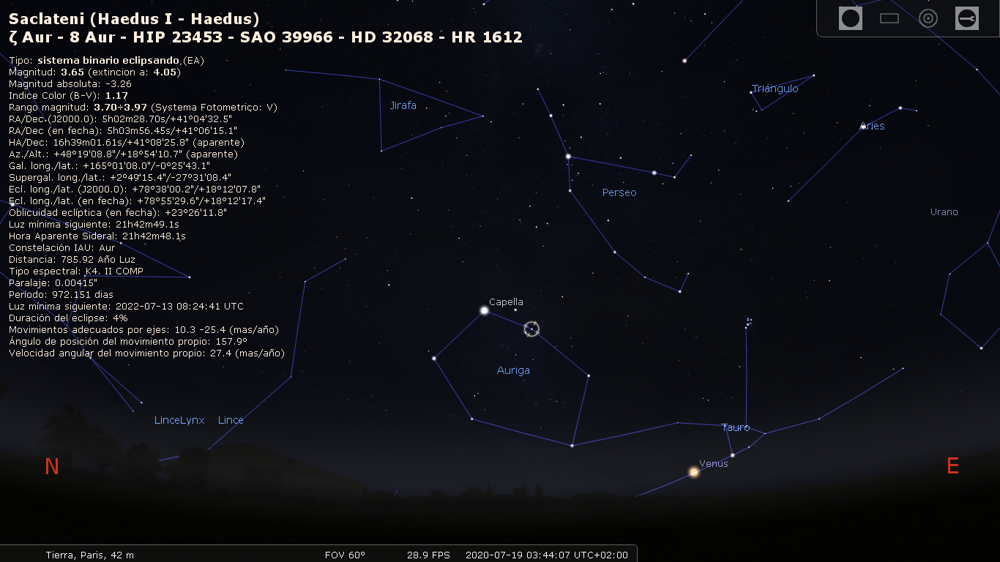 Saclateni (Haedus I - Haedus)
ζ Aur - 8 Aur - HIP 23453 - SAO 39966 - HD 32068 - HR 1612
Tipo: sistema binario eclipsando (EA)
Magnitud: 3.65 (extincion a: 4.05)
Magnitud absoluta: -3.26
Indice Color (B-V): 1.17
Rango magnitud: 3.70÷3.97 (Systema Fotometriço: V)
RA/Dec (J2000.0): 5h02m28.70s/+41°04'32.5"
RA/Dec (en fecha): 5h03m56.45s/+41°06'15.1"
HA/Dec: 16h39m01.61s/+41°08'25.8" (aparente)
Az./Alt.: +48°19'08.8"/+18°54'10.7" (aparente)
Gal. long./lat.: +165°01'08.0"/-0°25'43.1"
Supergal. long./lat.: +2°49'15.4"/-27°31'08.4"
Ecl. long./lat. (J2000.0): +78°38'00.2"/+18°12'07.8"
Ecl. long./lat. (en fecha): +78°55'29.6"/+18°12'17.4"
Oblicuidad eclíptica (en fecha): +23°26'11.8"
Luz mínima siguiente: 21h42m49.1s
Hora Aparente Sideral: 21h42m48.1s
Constelación IAU: Aur
Distancia: 785.92 Año Luz
Tipo espectral: K4. II COMP
Paralaje: 0.00415"
Período: 972.151 dias
Luz mínima siguiente: 2022-07-13 08:24:41 UTC
Duración del eclipse: 4%
Movimientos adecuados por ejes: 10.3 -25.4 (mas/año)
Ángulo de posición del movimiento propio: 157.9°
Velocidad angular del movimiento propio: 27.4 (mas/año)
Jirafa
Triángulo
Aries
Perseo
Urano
Capella
Auriga
LinceLynx Lince
Tauro
Venus
N
E
Tierra, Paris, 42 m
FOV 60°
28.9 FPS
2020-07-19 03:44:07 UTC+02:00